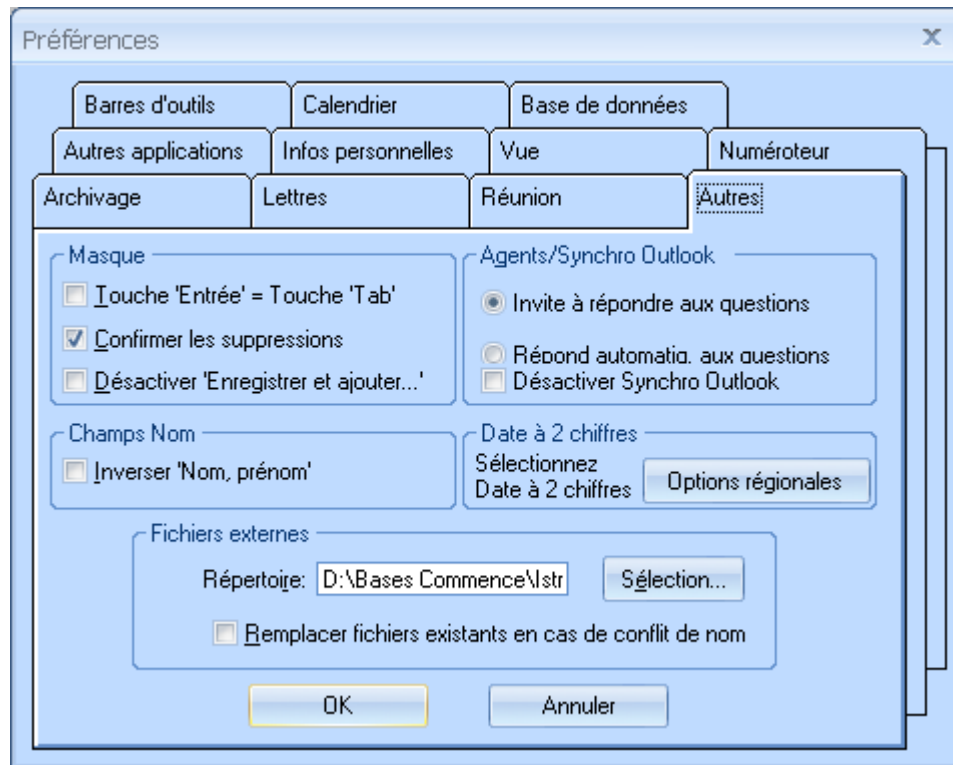 Préférences
Barres d'outils
Calendrier
Base de données
Autres applications
Infos personnelles
Vue
Numéroteur
Archivage
Lettres
Réunion
Autres
Masque
Touche 'Entrée' = Touche 'Tab'
Confirmer les suppressions
Désactiver 'Enregistrer et ajouter...'
Agents/Synchro Outlook
Invite à répondre aux questions
Répond automatiq. aux questions
Désactiver Synchro Outlook
Champs Nom
Inverser 'Nom, prénom'
Date à 2 chiffres
Sélectionnez
Date à 2 chiffres
Options régionales
Fichiers externes
Répertoire: D:\Bases Commence\Istr Sélection...
Remplacer fichiers existants en cas de conflit de nom
OK
Annuler